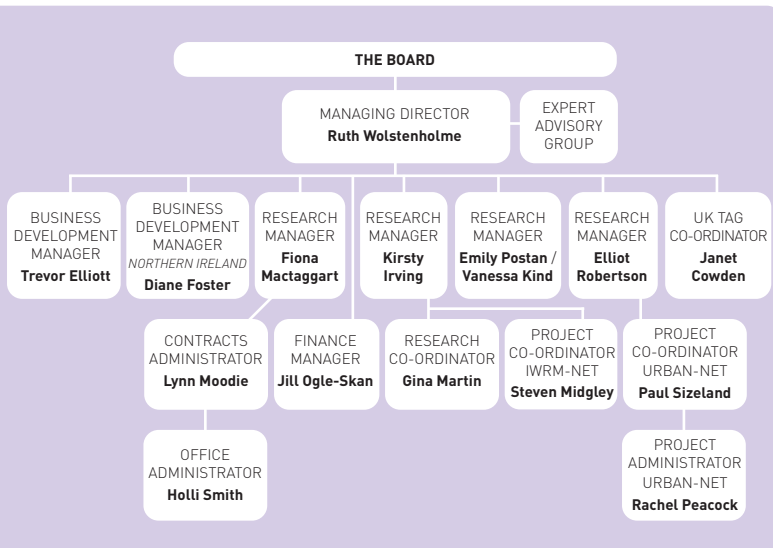 THE BOARD
MANAGING DIRECTOR
Ruth Wolstenholme
EXPERT
ADVISORY
GROUP
BUSINESS
DEVELOPMENT
MANAGER
Trevor Elliott
BUSINESS
DEVELOPMENT
MANAGER
NORTHERN IRELAND
Diane Foster
RESEARCH
MANAGER
Fiona
Mactaggart
RESEARCH
MANAGER
Kirsty
Irving
RESEARCH
MANAGER
Emily Postan /
Vanessa Kind
RESEARCH
MANAGER
Elliot
Robertson
UK TAG
CO-ORDINATOR
Janet
Cowden
CONTRACTS
ADMINISTRATOR
Lynn Moodie
FINANCE
MANAGER
Jill Ogle-Skan
RESEARCH
CO-ORDINATOR
Gina Martin
PROJECT
CO-ORDINATOR
IWRM-NET
Steven Midgley
PROJECT
CO-ORDINATOR
URBAN-NET
Paul Sizeland
OFFICE
ADMINISTRATOR
Holli Smith
PROJECT
ADMINISTRATOR
URBAN-NET
Rachel Peacock